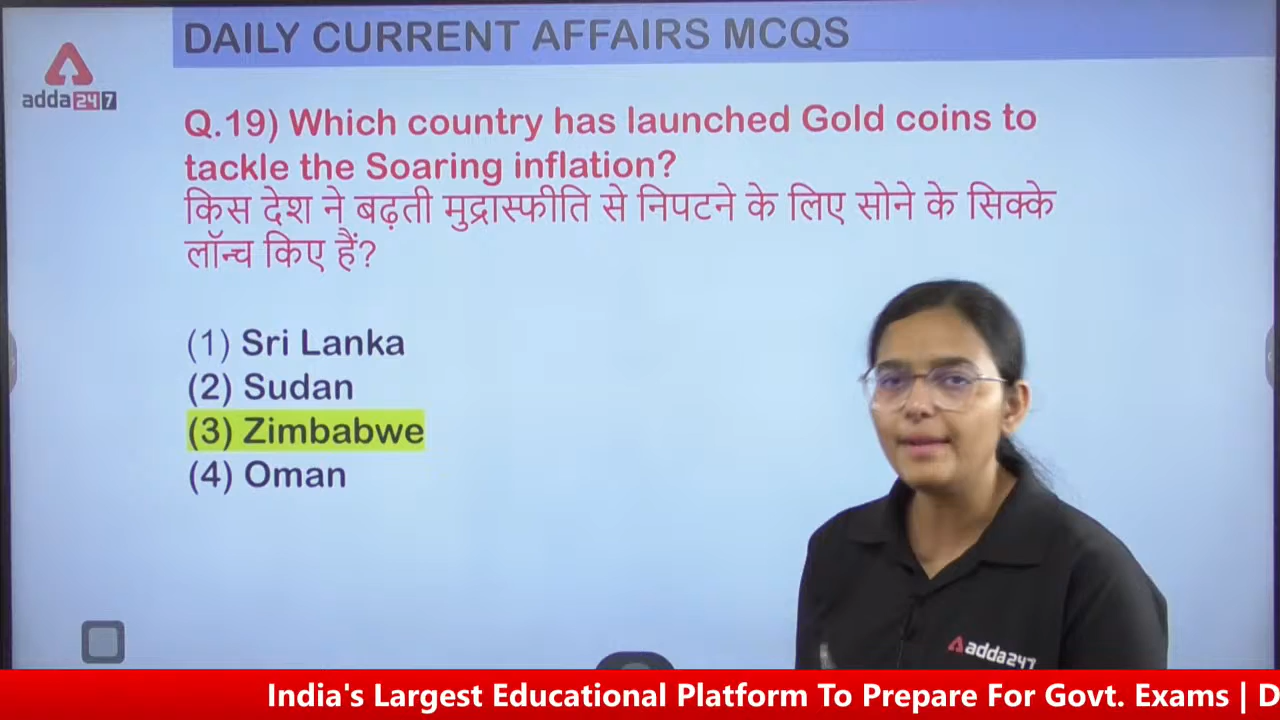 DAILY CURRENT AFFAIRS MCQS
adda247
Q.19) Which country has launched Gold coins to
tackle the Soaring inflation?
किस देश ने बढ़ती मुद्रास्फीति से निपटने के लिए सोने के सिक्के
लॉन्च किए हैं?
(1) Sri Lanka
(2) Sudan
(3) Zimbabwe
(4) Oman
adda247
India's Largest Educational Platform To Prepare For Govt. Exams | D